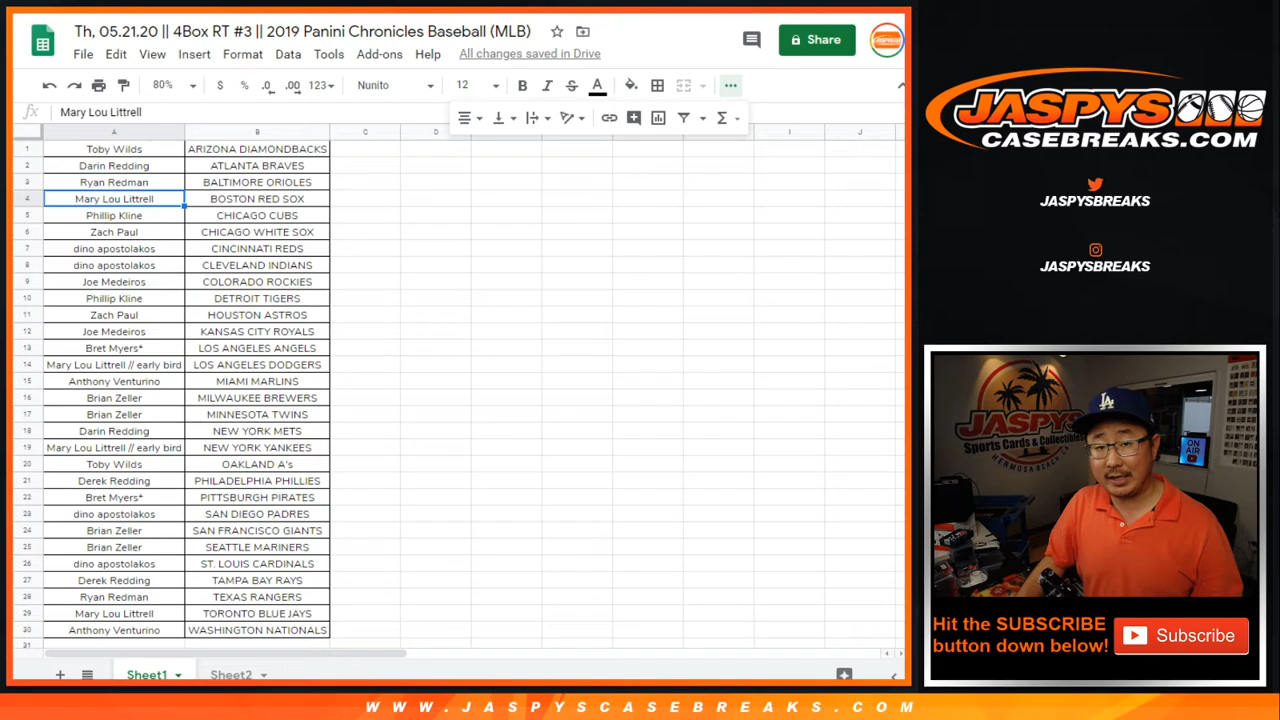 Th, 05.21.20 || 4Box RT #3 || 2019 Panini Chronicles Baseball (MLB)
File Edit View Insert Format Data Tools Add-ons Help All changes saved in Drive
Share
80% $ % .0 .00 123 Nunito 12 B I S A
fx Mary Lou Littrell
A B C D I J
1 Toby Wilds ARIZONA DIAMONDBACKS
2 Darin Redding ATLANTA BRAVES
3 Ryan Redman BALTIMORE ORIOLES
4 Mary Lou Littrell BOSTON RED SOX
5 Phillip Kline CHICAGO CUBS
6 Zach Paul CHICAGO WHITE SOX
7 dino apostolakos CINCINNATI REDS
8 dino apostolakos CLEVELAND INDIANS
9 Joe Medeiros COLORADO ROCKIES
10 Phillip Kline DETROIT TIGERS
11 Zach Paul HOUSTON ASTROS
12 Joe Medeiros KANSAS CITY ROYALS
13 Bret Myers* LOS ANGELES ANGELS
14 Mary Lou Littrell // early bird LOS ANGELES DODGERS
15 Anthony Venturino MIAMI MARLINS
16 Brian Zeller MILWAUKEE BREWERS
17 Brian Zeller MINNESOTA TWINS
18 Darin Redding NEW YORK METS
19 Mary Lou Littrell // early bird NEW YORK YANKEES
20 Toby Wilds OAKLAND A's
21 Derek Redding PHILADELPHIA PHILLIES
22 Bret Myers* PITTSBURGH PIRATES
23 dino apostolakos SAN DIEGO PADRES
24 Brian Zeller SAN FRANCISCO GIANTS
25 Brian Zeller SEATTLE MARINERS
26 dino apostolakos ST. LOUIS CARDINALS
27 Derek Redding TAMPA BAY RAYS
28 Ryan Redman TEXAS RANGERS
29 Mary Lou Littrell TORONTO BLUE JAYS
30 Anthony Venturino WASHINGTON NATIONALS
31
Sheet1 Sheet2
JASPYS
CASEBREAKS.COM
JASPYSBREAKS
JASPYSBREAKS
JASPYS
Sports Cards & Collectibles
HERMOSA BEACH
LA
ON AIR
Hit the SUBSCRIBE
button down below!
Subscribe
WWW.JASPYSCASEBREAKS.COM